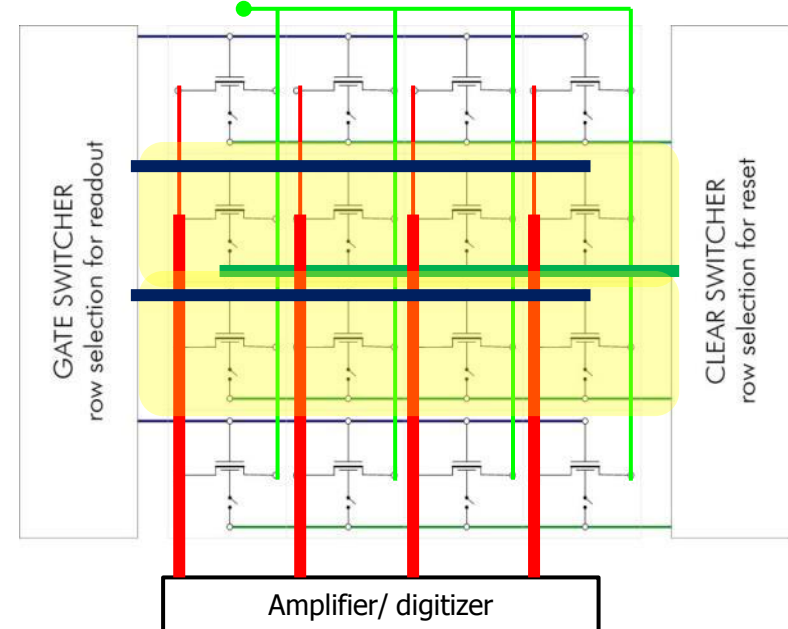 GATE SWITCHER
row selection for readout
CLEAR SWITCHER
row selection for reset
Amplifier/ digitizer